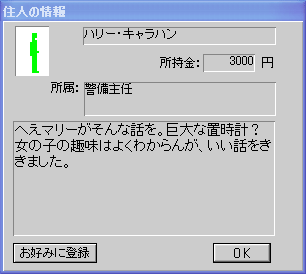 住人の情報
ハリー・キャラハン
所持金: 3000 円
所属: 警備主任
へえマリーがそんな話を。巨大な置時計？
女の子の趣味はよくわからんが、いい話をき
きました。
お好みに登録
OK